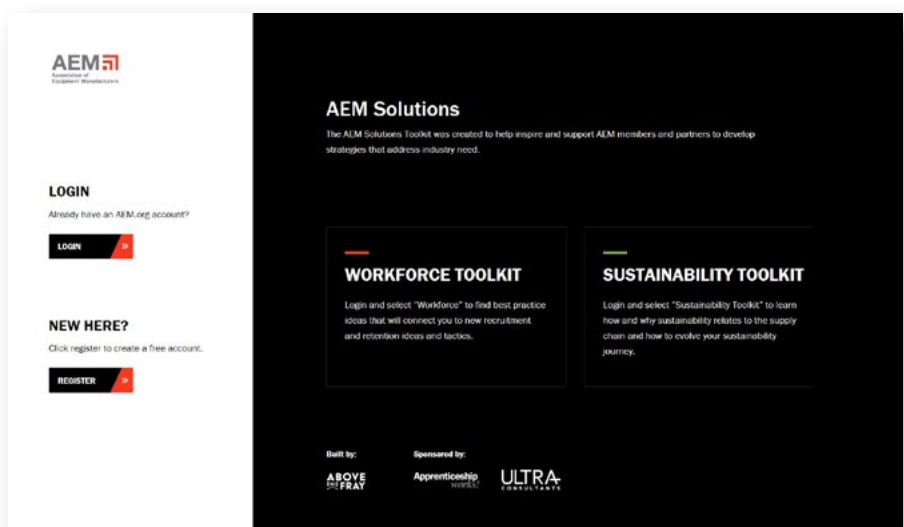 AEM
Association of
Equipment Manufacturers
LOGIN
Already have an AEM.org account?
LOGIN »
NEW HERE?
Click register to create a free account.
REGISTER »
AEM Solutions
The AEM Solutions Toolkit was created to help inspire and support AEM members and partners to develop
strategies that address industry need.
WORKFORCE TOOLKIT
Login and select "Workforce" to find best practice
ideas that will connect you to new recruitment
and retention ideas and tactics.
SUSTAINABILITY TOOLKIT
Login and select "Sustainability Toolkit" to learn
how and why sustainability relates to the supply
chain and how to evolve your sustainability
journey.
Built by:
ABOVE
THE FRAY
Sponsored by:
Apprenticeship
works!
ULTRA
CONSULTANTS